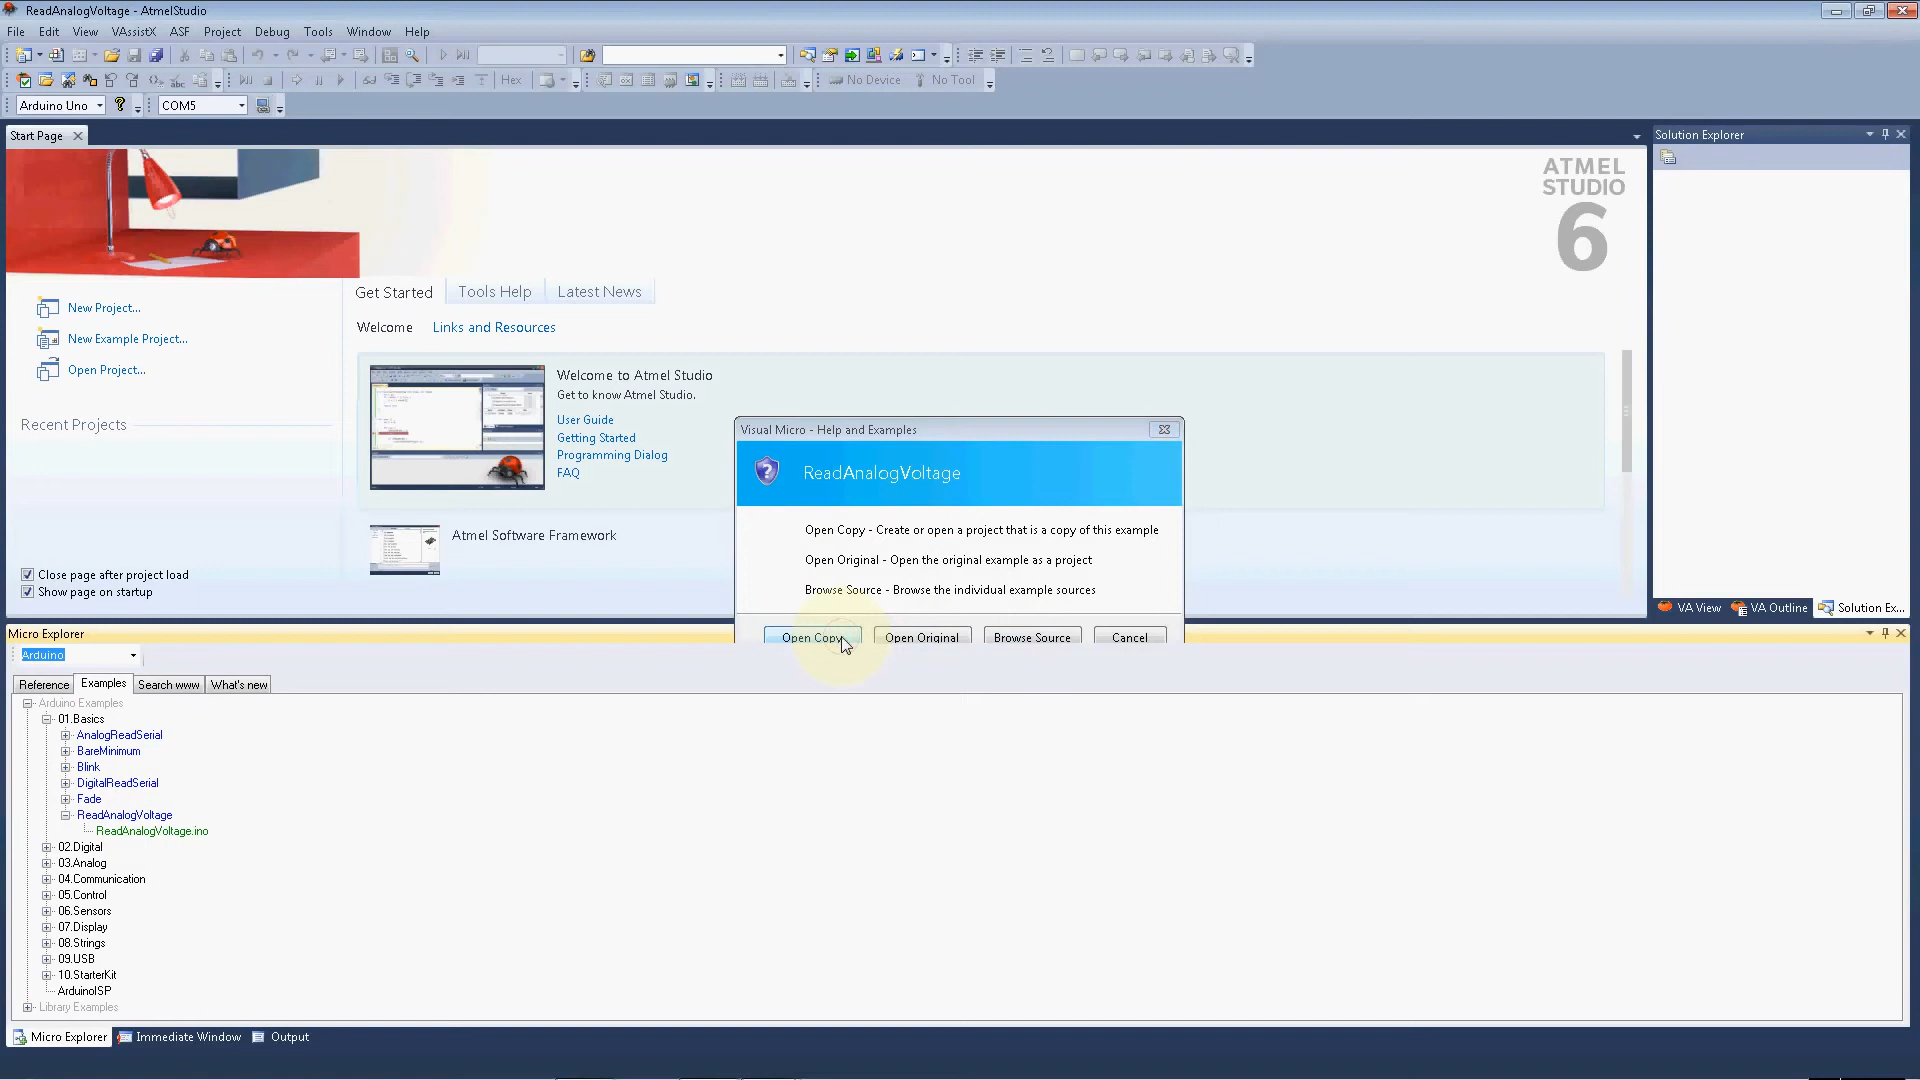 ReadAnalogVoltage - AtmelStudio
File Edit View VAssistX ASF Project Debug Tools Window Help
Hex No Device No Tool
Arduino Uno COM5
Start Page
Solution Explorer
ATMEL
STUDIO
6
New Project...
New Example Project...
Open Project...
Recent Projects
Close page after project load
Show page on startup
Get Started Tools Help Latest News
Welcome Links and Resources
Welcome to Atmel Studio
Get to know Atmel Studio.
User Guide
Getting Started
Programming Dialog
FAQ
Atmel Software Framework
Visual Micro - Help and Examples
ReadAnalogVoltage
Open Copy - Create or open a project that is a copy of this example
Open Original - Open the original example as a project
Browse Source - Browse the individual example sources
Open Copy Open Original Browse Source Cancel
VA View VA Outline Solution Ex...
Micro Explorer
Arduino
Reference Examples Search www What's new
Arduino Examples
01.Basics
AnalogReadSerial
BareMinimum
Blink
DigitalReadSerial
Fade
ReadAnalogVoltage
ReadAnalogVoltage.ino
02.Digital
03.Analog
04.Communication
05.Control
06.Sensors
07.Display
08.Strings
09.USB
10.StarterKit
ArduinoISP
Library Examples
Micro Explorer Immediate Window Output